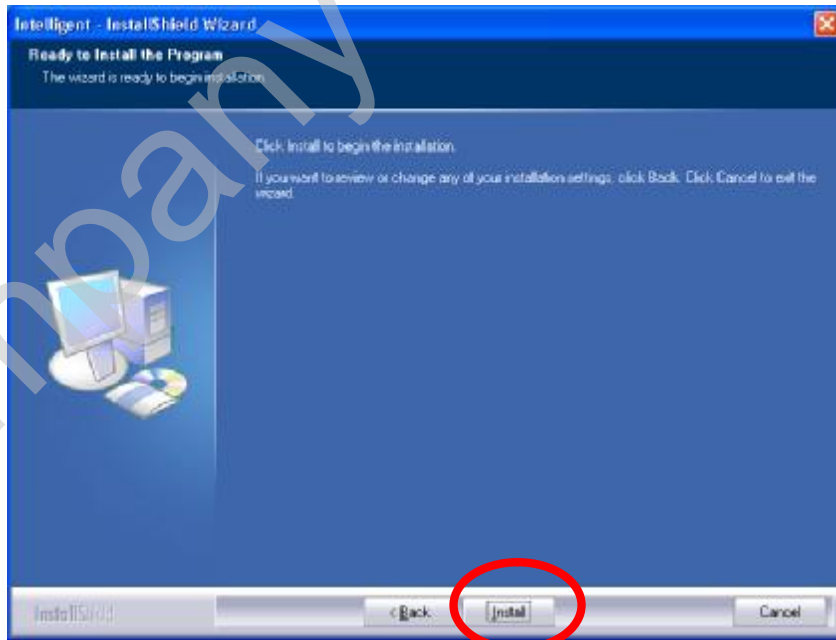 Intelligent - InstallShield Wizard
Ready to Install the Program
The wizard is ready to begin installation.
Click Install to begin the installation.
If you want to review or change any of your installation settings, click Back. Click Cancel to exit the
wizard.
InstallShield
< Back
Install
Cancel
mpany